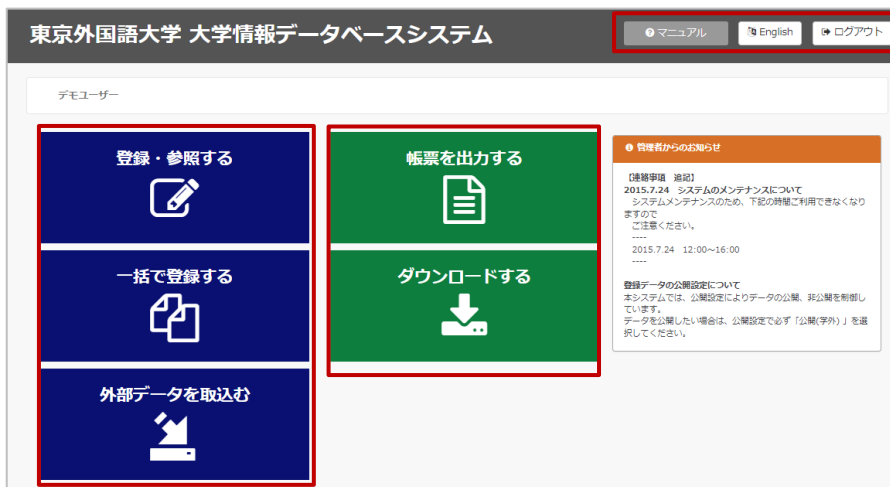 東京外国語大学 大学情報データベースシステム
マニュアル
English
ログアウト
デモユーザー
登録・参照する
一括で登録する
外部データを取込む
帳票を出力する
ダウンロードする
管理者からのお知らせ
【連絡事項 追記】
2015.7.24 システムのメンテナンスについて
システムメンテナンスのため、下記の時間ご利用できなくなり
ますので
ご注意ください。
----
2015.7.24 12:00～16:00
----
登録データの公開設定について
本システムでは、公開設定によりデータの公開、非公開を制御し
ています。
データを公開したい場合は、公開設定で必ず「公開(学外) 」を選
択してください。